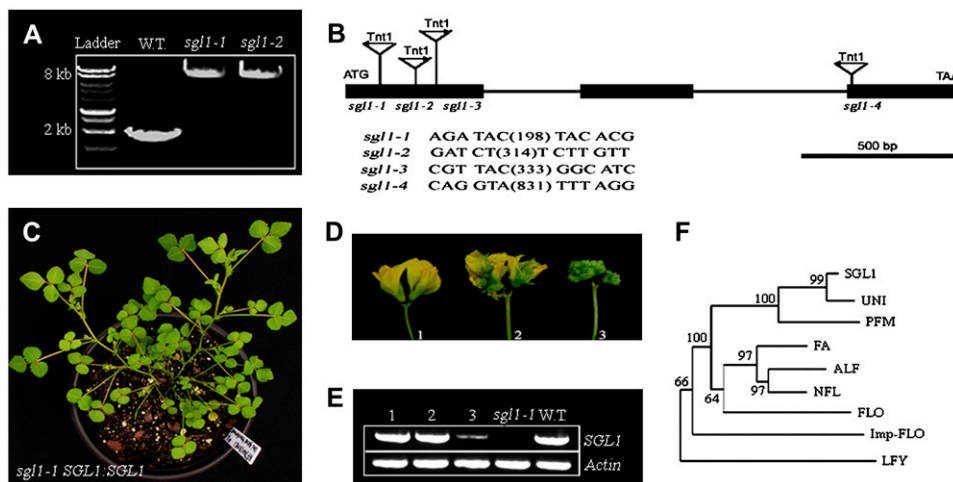 A
Ladder W.T. sgl1-1 sgl1-2
8 kb
2 kb
B
Tnt1 Tnt1 Tnt1 Tnt1
ATG TAA
sgl1-1 sgl1-2 sgl1-3 sgl1-4
sgl1-1 AGA TAC(198)TAC ACG
sgl1-2 GAT CT(314)T CTT GTT
sgl1-3 CGT TAC(333) GGC ATC
sgl1-4 CAG GTA(831) TTT AGG
500 bp
C
sgl1-1 SGL1:SGL1
D
1 2 3
E
1 2 3 sgl1-1 W.T.
SGL1
Actin
F
SGL1
99
UNI
100
PFM
100
FA
97
ALF
97
NFL
66
64
FLO
Imp-FLO
LFY